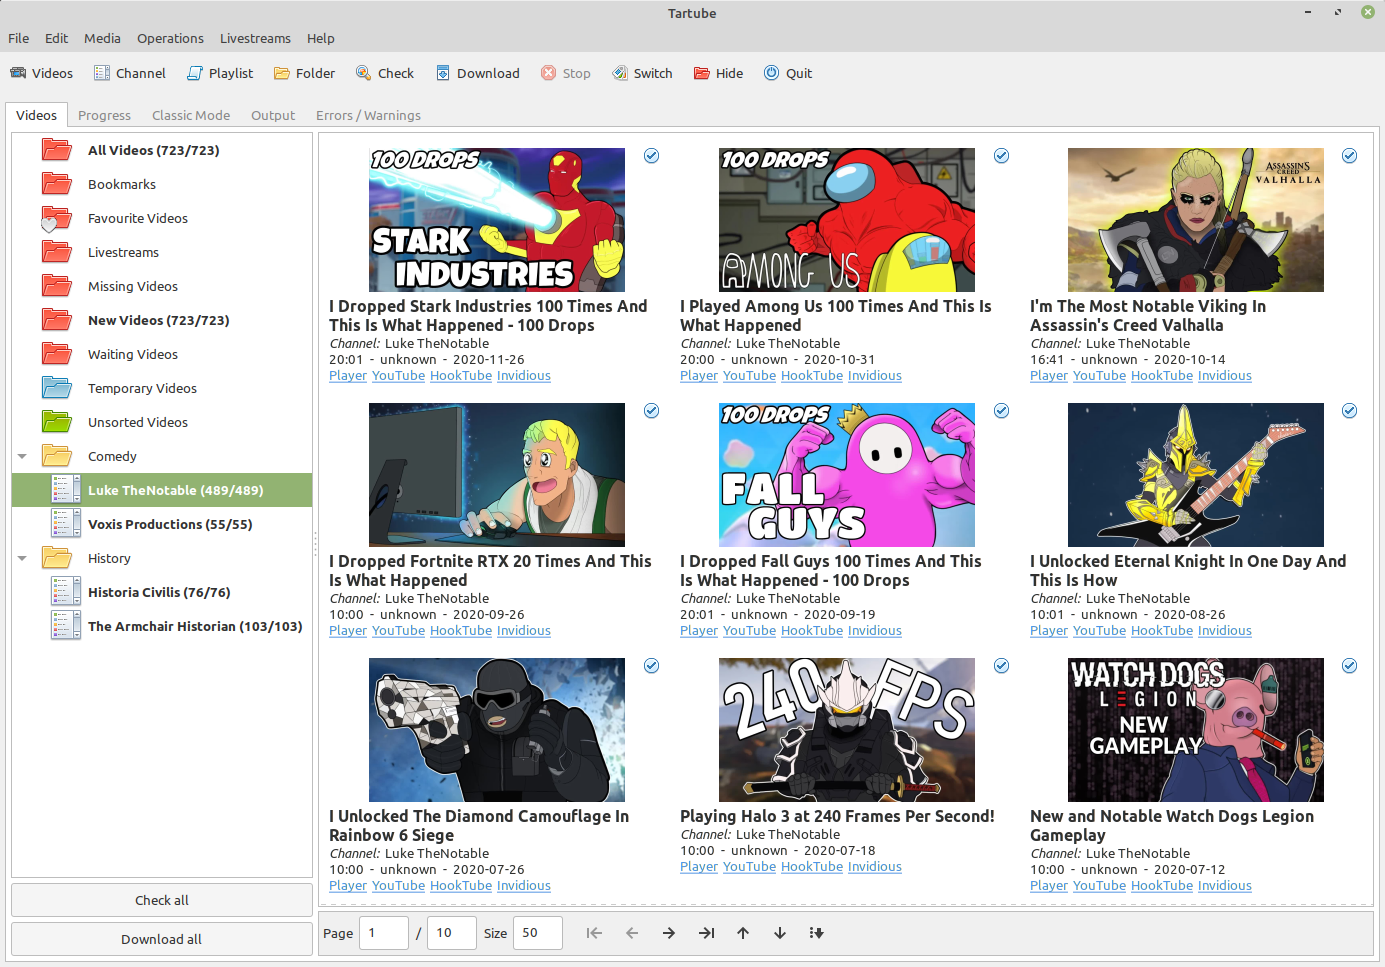 Tartube
File Edit Media Operations Livestreams Help
Videos Channel Playlist Folder Check Download Stop Switch Hide Quit
Videos Progress Classic Mode Output Errors / Warnings
All Videos (723/723)
Bookmarks
Favourite Videos
Livestreams
Missing Videos
New Videos (723/723)
Waiting Videos
Temporary Videos
Unsorted Videos
Comedy
Luke TheNotable (489/489)
Voxis Productions (55/55)
History
Historia Civilis (76/76)
The Armchair Historian (103/103)
Check all
Download all
100 DROPS
STARK
INDUSTRIES
I Dropped Stark Industries 100 Times And
This Is What Happened - 100 Drops
Channel: Luke TheNotable
20:01 - unknown - 2020-11-26
Player YouTube HookTube Invidious
100 DROPS
AMONG US
I Played Among Us 100 Times And This Is
What Happened
Channel: Luke TheNotable
20:00 - unknown - 2020-10-31
Player YouTube HookTube Invidious
ASSASSIN'S
CREED
VALHALLA
I'm The Most Notable Viking In
Assassin's Creed Valhalla
Channel: Luke TheNotable
16:41 - unknown - 2020-10-14
Player YouTube HookTube Invidious
I Dropped Fortnite RTX 20 Times And This
Is What Happened
Channel: Luke TheNotable
10:00 - unknown - 2020-09-26
Player YouTube HookTube Invidious
100 DROPS
FALL
GUYS
I Dropped Fall Guys 100 Times And This
Is What Happened - 100 Drops
Channel: Luke TheNotable
20:01 - unknown - 2020-09-19
Player YouTube HookTube Invidious
I Unlocked Eternal Knight In One Day And
This Is How
Channel: Luke TheNotable
10:01 - unknown - 2020-08-26
Player YouTube HookTube Invidious
I Unlocked The Diamond Camouflage In
Rainbow 6 Siege
Channel: Luke TheNotable
10:00 - unknown - 2020-07-26
Player YouTube HookTube Invidious
240 FPS
Playing Halo 3 at 240 Frames Per Second!
Channel: Luke TheNotable
10:00 - unknown - 2020-07-18
Player YouTube HookTube Invidious
WATCH DOGS
LEGION
NEW
GAMEPLAY
New and Notable Watch Dogs Legion
Gameplay
Channel: Luke TheNotable
10:00 - unknown - 2020-07-12
Player YouTube HookTube Invidious
Page 1 / 10 Size 50